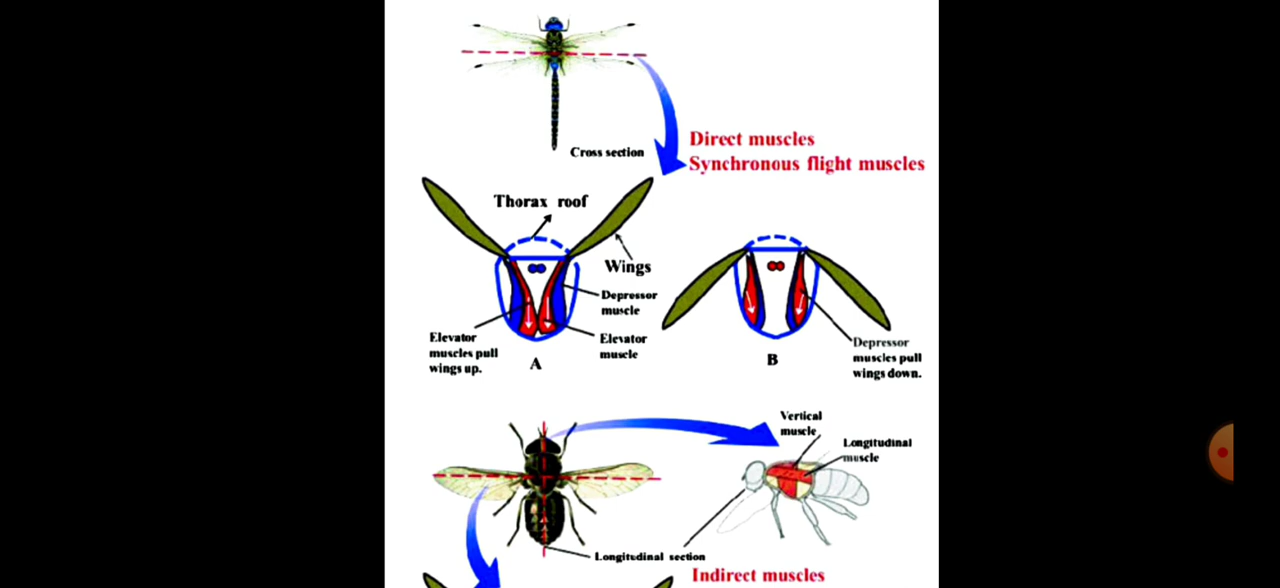 Cross section
Direct muscles
Synchronous flight muscles
Thorax roof
Wings
Depressor
muscle
Elevator
muscles pull
wings up.
Elevator
muscle
A
B
Depressor
muscles pull
wings down.
Vertical
muscle
Longitudinal
muscle
Longitudinal section
Indirect muscles